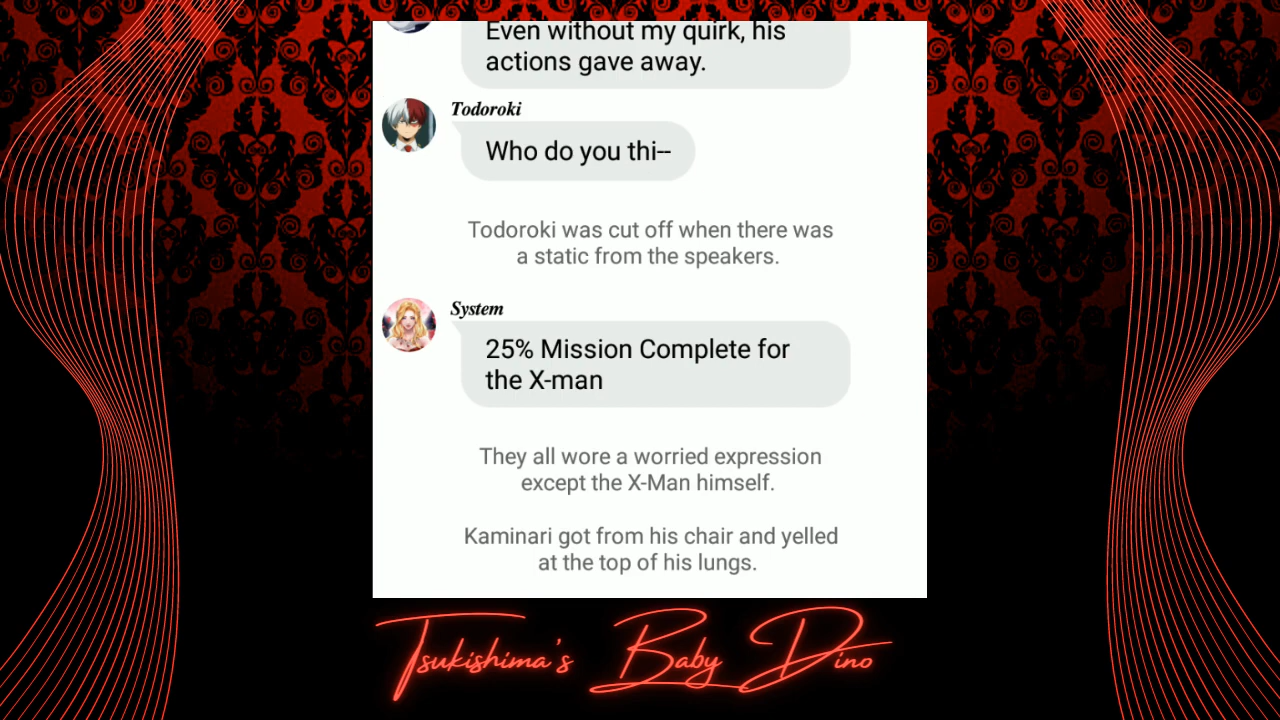 Even without my quirk, his
actions gave away.
Todoroki
Who do you thi--
Todoroki was cut off when there was
a static from the speakers.
System
25% Mission Complete for
the X-man
They all wore a worried expression
except the X-Man himself.
Kaminari got from his chair and yelled
at the top of his lungs.
Tsukishima's Baby Dino